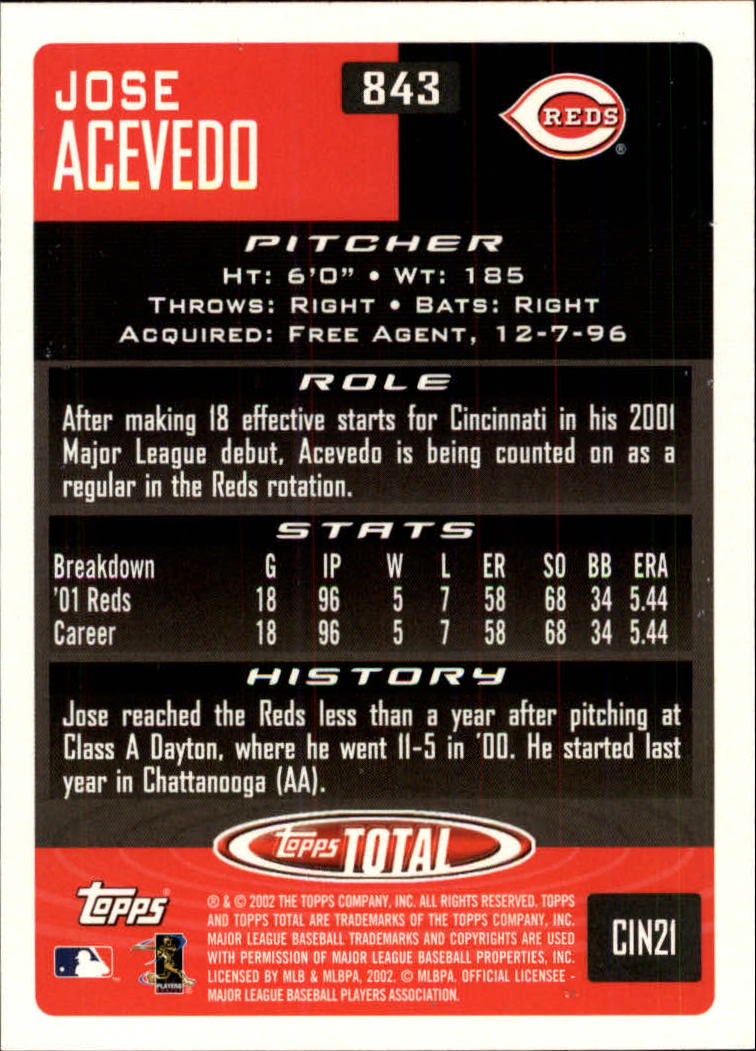 JOSE
ACEVEDO
843
REDS
®
PITCHER
HT: 6'0" • WT: 185
THROWS: RIGHT • BATS: RIGHT
ACQUIRED: FREE AGENT, 12-7-96
ROLE
After making 18 effective starts for Cincinnati in his 2001
Major League debut, Acevedo is being counted on as a
regular in the Reds rotation.
STATS
Breakdown G IP W L ER SO BB ERA
'01 Reds 18 96 5 7 58 68 34 5.44
Career 18 96 5 7 58 68 34 5.44
HISTORY
Jose reached the Reds less than a year after pitching at
Class A Dayton, where he went 11-5 in '00. He started last
year in Chattanooga (AA).
Topps TOTAL
Topps®
® & © 2002 THE TOPPS COMPANY, INC. ALL RIGHTS RESERVED. TOPPS
AND TOPPS TOTAL ARE TRADEMARKS OF THE TOPPS COMPANY, INC.
MAJOR LEAGUE BASEBALL TRADEMARKS AND COPYRIGHTS ARE USED
WITH PERMISSION OF MAJOR LEAGUE BASEBALL PROPERTIES, INC.
LICENSED BY MLB & MLBPA, 2002. © MLBPA. OFFICIAL LICENSEE -
MAJOR LEAGUE BASEBALL PLAYERS ASSOCIATION.
PLAYERS
CIN21